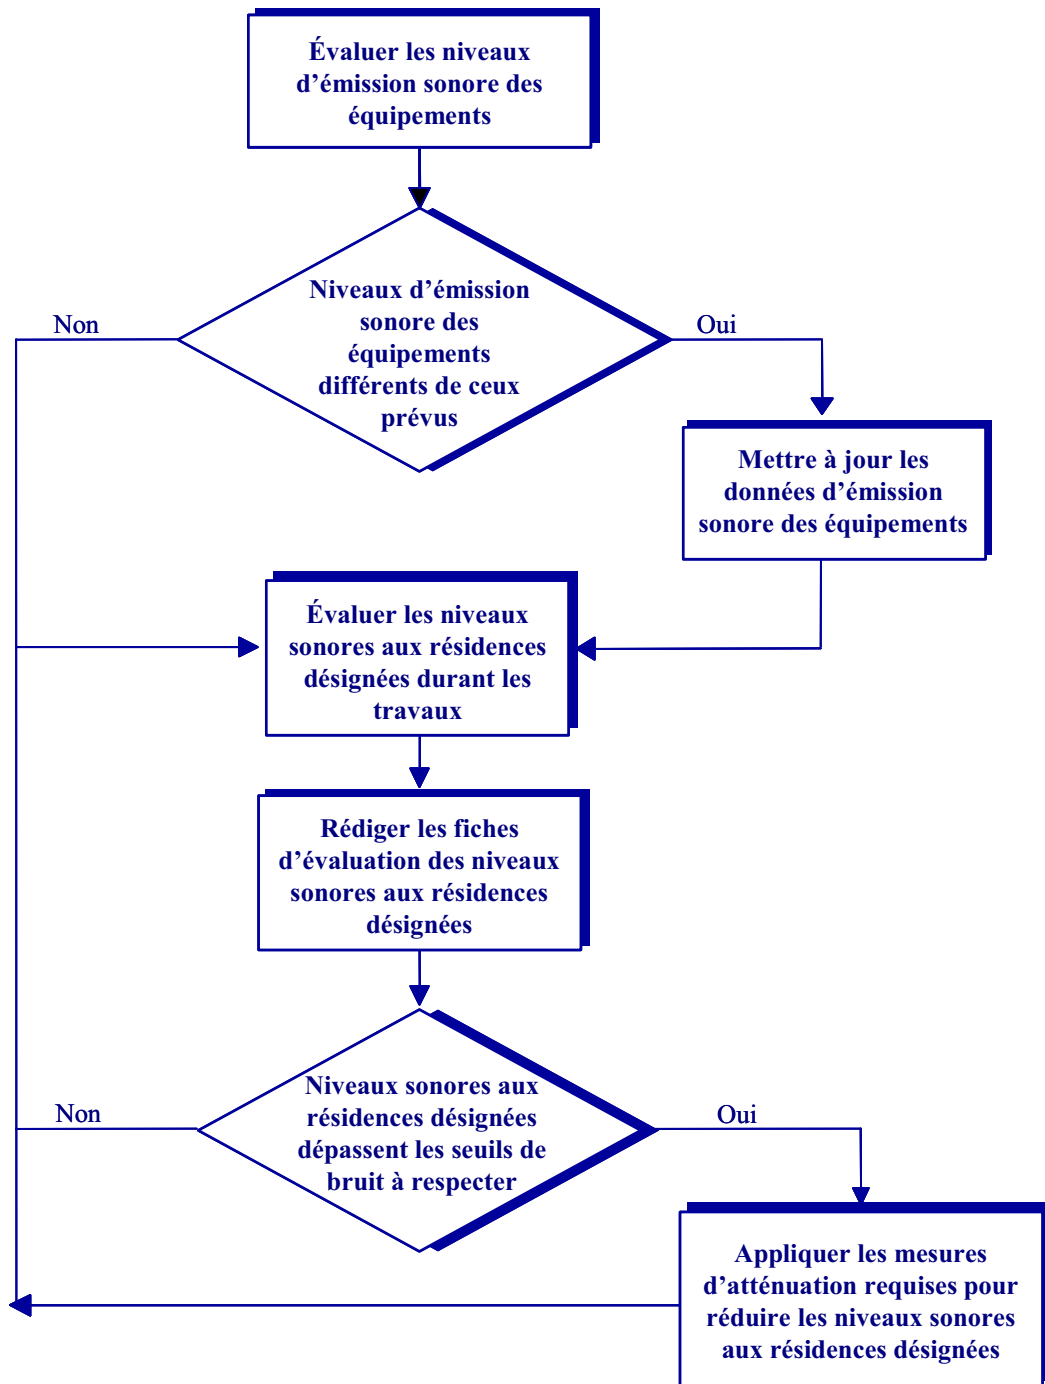 Évaluer les niveaux
d’émission sonore des
équipements
Niveaux d’émission
sonore des
équipements
différents de ceux
prévus
Non
Oui
Mettre à jour les
données d’émission
sonore des équipements
Évaluer les niveaux
sonores aux résidences
désignées durant les
travaux
Rédiger les fiches
d’évaluation des niveaux
sonores aux résidences
désignées
Niveaux sonores aux
résidences désignées
dépassent les seuils de
bruit à respecter
Non
Oui
Appliquer les mesures
d’atténuation requises pour
réduire les niveaux sonores
aux résidences désignées